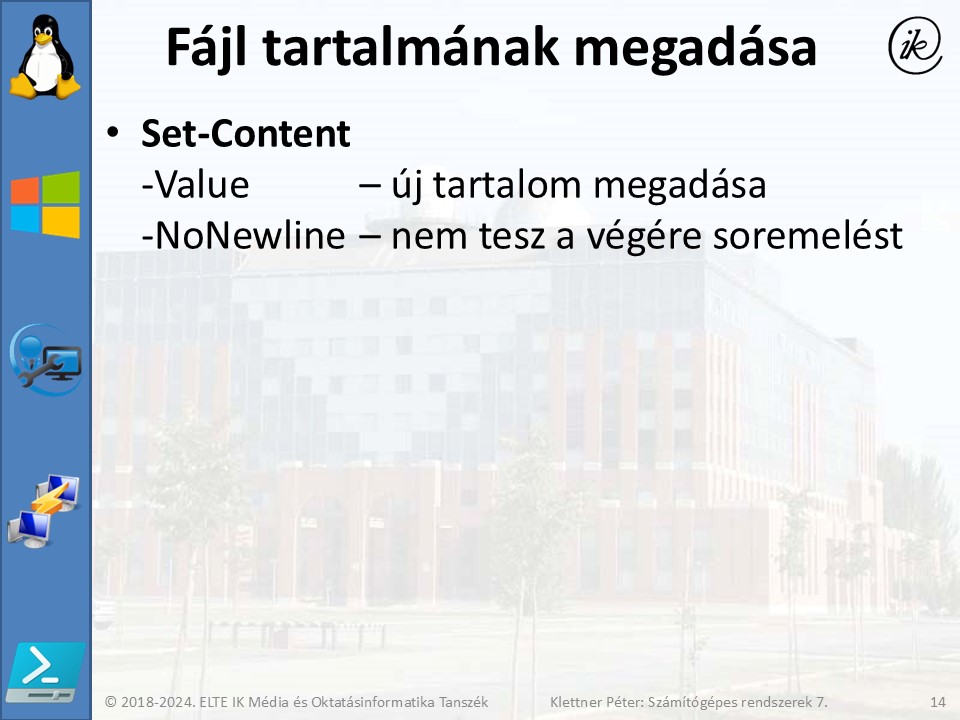 Fájl tartalmának megadása
ik
• Set-Content
-Value – új tartalom megadása
-NoNewline – nem tesz a végére soremelést
© 2018-2024. ELTE IK Média és Oktatásinformatika Tanszék Klettner Péter: Számítógépes rendszerek 7. 14